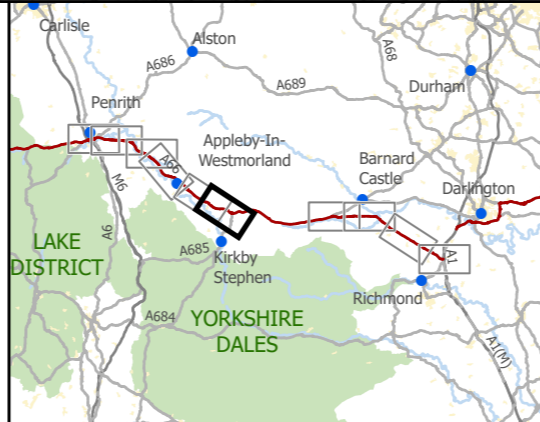 Carlisle
Alston
A686
A68
A689
Durham
Penrith
Appleby-In-
Westmorland
A66
Barnard
Castle
Darlington
M6
A6
LAKE
DISTRICT
A685
Kirkby
Stephen
A1
Richmond
A684
YORKSHIRE
DALES
A1(M)